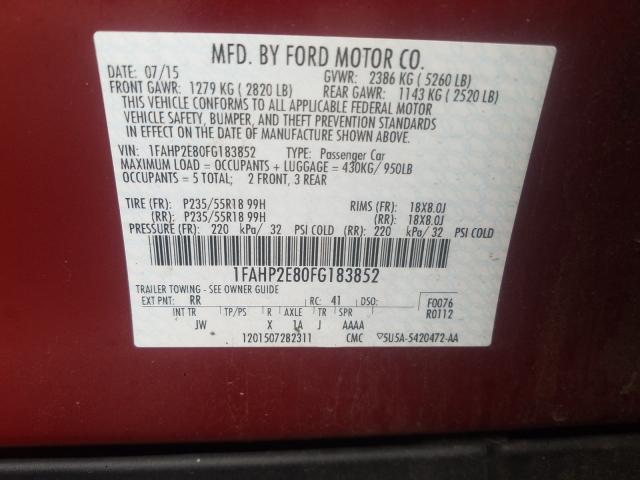 MFD. BY FORD MOTOR CO.
DATE: 07/15 GVWR: 2386 KG ( 5260 LB)
FRONT GAWR: 1279 KG ( 2820 LB) REAR GAWR: 1143 KG ( 2520 LB)
THIS VEHICLE CONFORMS TO ALL APPLICABLE FEDERAL MOTOR
VEHICLE SAFETY, BUMPER, AND THEFT PREVENTION STANDARDS
IN EFFECT ON THE DATE OF MANUFACTURE SHOWN ABOVE.
VIN: 1FAHP2E80FG183852 TYPE: Passenger Car
MAXIMUM LOAD = OCCUPANTS + LUGGAGE = 430KG/ 950LB
OCCUPANTS = 5 TOTAL; 2 FRONT, 3 REAR
TIRE (FR): P235/55R18 99H RIMS (FR): 18X8.0J
(RR): P235/55R18 99H (RR): 18X8.0J
PRESSURE (FR): 220 kPa/ 32 PSI COLD (RR): 220 kPa/ 32 PSI COLD
1FAHP2E80FG183852
TRAILER TOWING - SEE OWNER GUIDE
EXT PNT: RR RC: 41 DSO: F0076
INT TR TP/PS R AXLE TR SPR R0112
JW X 1A J AAAA
1201507282311 CMC 5U5A-5420472-AA